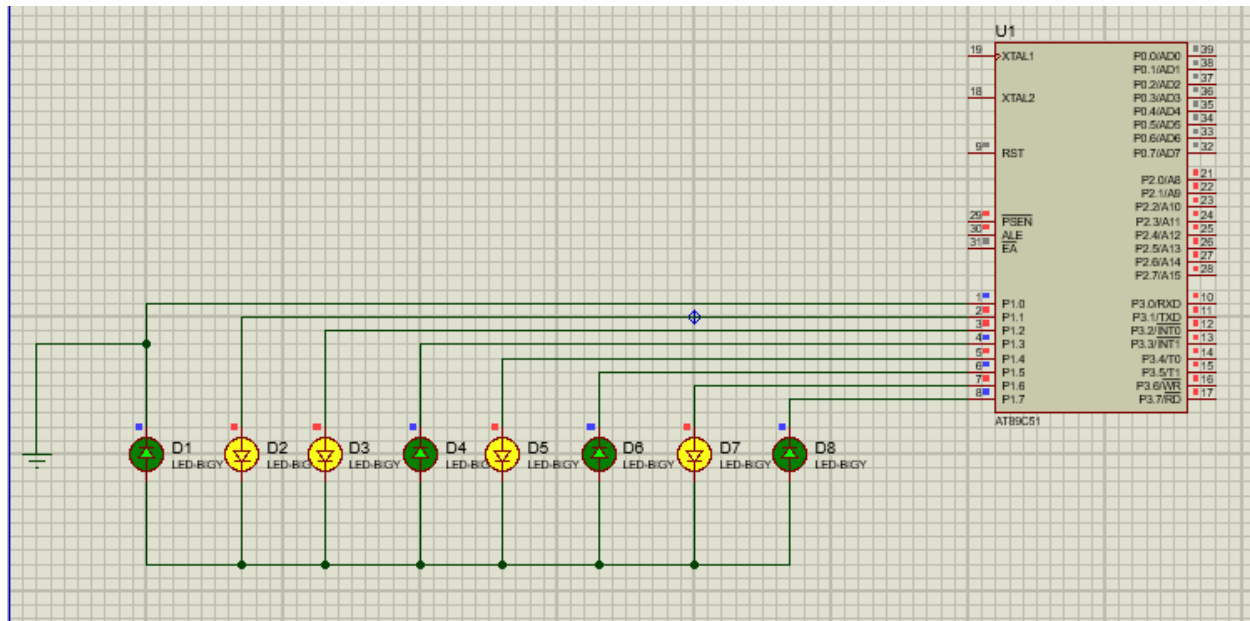 U1
19 XTAL1
18 XTAL2
9 RST
29 PSEN
30 ALE
31 EA
1 P1.0
2 P1.1
3 P1.2
4 P1.3
5 P1.4
6 P1.5
7 P1.6
8 P1.7
P0.0/AD0 39
P0.1/AD1 38
P0.2/AD2 37
P0.3/AD3 36
P0.4/AD4 35
P0.5/AD5 34
P0.6/AD6 33
P0.7/AD7 32
P2.0/A8 21
P2.1/A9 22
P2.2/A10 23
P2.3/A11 24
P2.4/A12 25
P2.5/A13 26
P2.6/A14 27
P2.7/A15 28
P3.0/RXD 10
P3.1/TXD 11
P3.2/INT0 12
P3.3/INT1 13
P3.4/T0 14
P3.5/T1 15
P3.6/WR 16
P3.7/RD 17
AT89C51
D1
LED-BIGY
D2
LED-BIGY
D3
LED-BIGY
D4
LED-BIGY
D5
LED-BIGY
D6
LED-BIGY
D7
LED-BIGY
D8
LED-BIGY